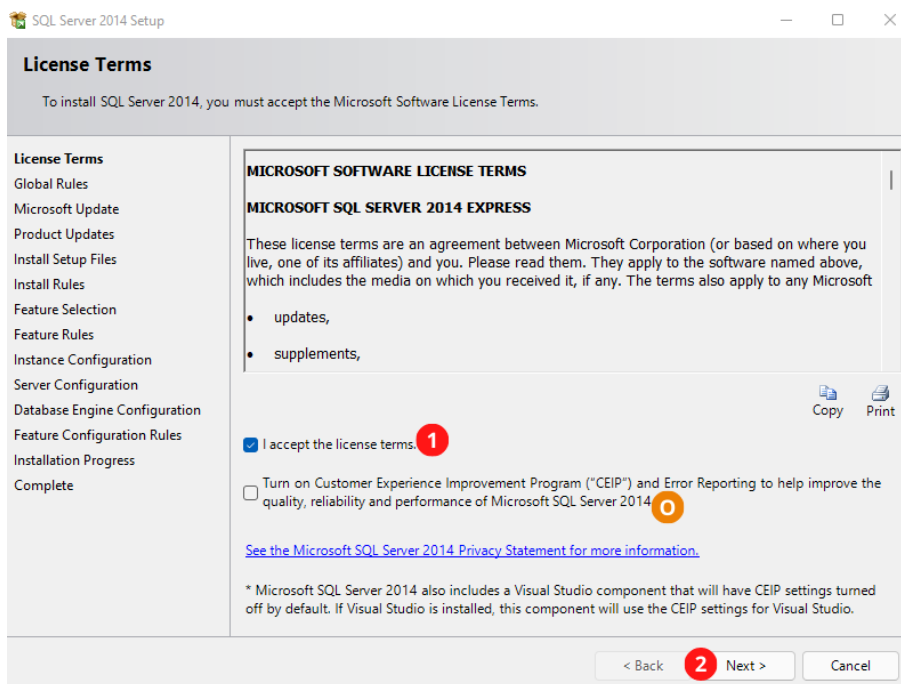 SQL Server 2014 Setup
License Terms
To install SQL Server 2014, you must accept the Microsoft Software License Terms.
License Terms
Global Rules
Microsoft Update
Product Updates
Install Setup Files
Install Rules
Feature Selection
Feature Rules
Instance Configuration
Server Configuration
Database Engine Configuration
Feature Configuration Rules
Installation Progress
Complete
MICROSOFT SOFTWARE LICENSE TERMS
MICROSOFT SQL SERVER 2014 EXPRESS
These license terms are an agreement between Microsoft Corporation (or based on where you
live, one of its affiliates) and you. Please read them. They apply to the software named above,
which includes the media on which you received it, if any. The terms also apply to any Microsoft
• updates,
• supplements,
Copy Print
I accept the license terms. 1
Turn on Customer Experience Improvement Program ("CEIP") and Error Reporting to help improve the
quality, reliability and performance of Microsoft SQL Server 2014 O
See the Microsoft SQL Server 2014 Privacy Statement for more information.
* Microsoft SQL Server 2014 also includes a Visual Studio component that will have CEIP settings turned
off by default. If Visual Studio is installed, this component will use the CEIP settings for Visual Studio.
< Back 2 Next > Cancel